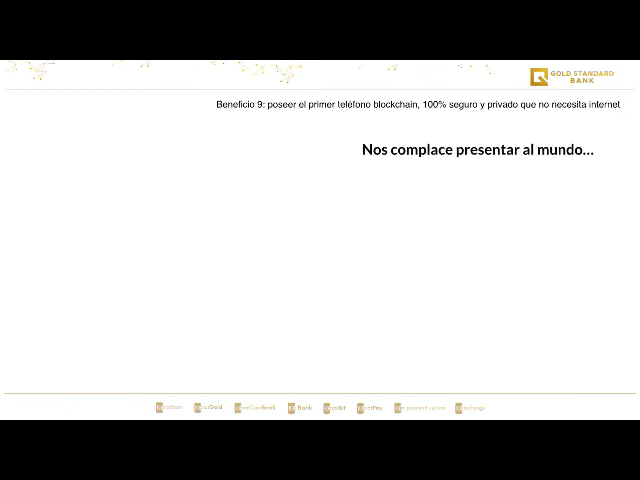 GOLD STANDARD
BANK
Beneficio 9: poseer el primer teléfono blockchain, 100% seguro y privado que no necesita internet
Nos complace presentar al mundo...
Bank